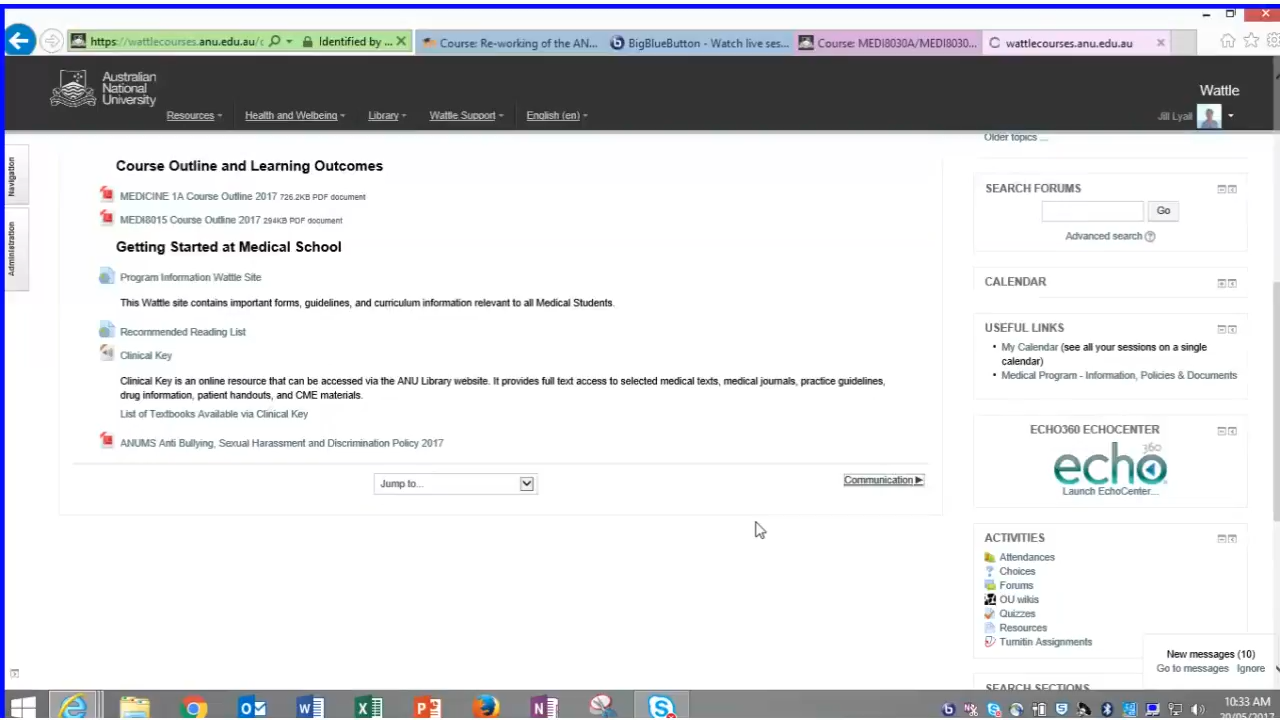 https://wattlecourses.anu.edu.au/c
Identified by ...
Course: Re-working of the AN...
BigBlueButton - Watch live ses...
Course: MEDI8030A/MEDI8030...
wattlecourses.anu.edu.au
Australian
National
University
Wattle
Resources
Health and Wellbeing
Library
Wattle Support
English (en)
Jill Lyall
Navigation
Administration
Course Outline and Learning Outcomes
MEDICINE 1A Course Outline 2017 726.2KB PDF document
MEDI8015 Course Outline 2017 294KB PDF document
Getting Started at Medical School
Program Information Wattle Site
This Wattle site contains important forms, guidelines, and curriculum information relevant to all Medical Students.
Recommended Reading List
Clinical Key
Clinical Key is an online resource that can be accessed via the ANU Library website. It provides full text access to selected medical texts, medical journals, practice guidelines,
drug information, patient handouts, and CME materials.
List of Textbooks Available via Clinical Key
ANUMS Anti Bullying, Sexual Harassment and Discrimination Policy 2017
Jump to...
Communication ▶
Older topics ...
SEARCH FORUMS
Go
Advanced search
CALENDAR
USEFUL LINKS
• My Calendar (see all your sessions on a single
calendar)
• Medical Program - Information, Policies & Documents
ECHO360 ECHOCENTER
360
echo
Launch EchoCenter...
ACTIVITIES
Attendances
Choices
Forums
OU wikis
Quizzes
Resources
Turnitin Assignments
New messages (10)
Go to messages Ignore
SEARCH SECTIONS
10:33 AM
29/05/2017